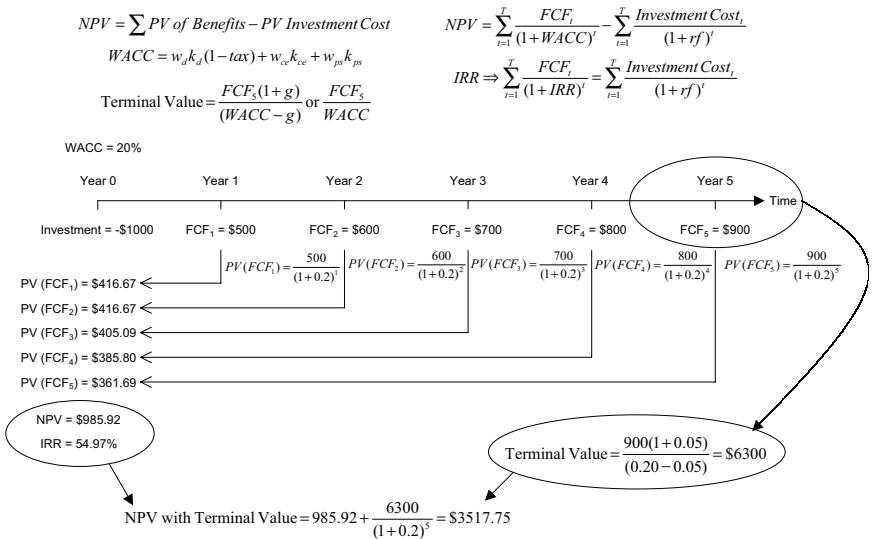 NPV = ∑ PV of Benefits − PV Investment Cost
WACC = w_d k_d (1 − tax) + w_ce k_ce + w_ps k_ps
Terminal Value = FCF_5(1 + g) / (WACC − g) or FCF_5 / WACC
NPV = ∑_{t=1}^{T} FCF_t / (1 + WACC)^t − ∑_{t=1}^{T} Investment Cost_t / (1 + rf)^t
IRR ⇒ ∑_{t=1}^{T} FCF_t / (1 + IRR)^t = ∑_{t=1}^{T} Investment Cost_t / (1 + rf)^t
WACC = 20%
Year 0 Year 1 Year 2 Year 3 Year 4 Year 5
Time
Investment = -$1000 FCF_1 = $500 FCF_2 = $600 FCF_3 = $700 FCF_4 = $800 FCF_5 = $900
PV(FCF_1) = 500 / (1 + 0.2)^1 PV(FCF_2) = 600 / (1 + 0.2)^2 PV(FCF_3) = 700 / (1 + 0.2)^3 PV(FCF_4) = 800 / (1 + 0.2)^4 PV(FCF_5) = 900 / (1 + 0.2)^5
PV (FCF_1) = $416.67
PV (FCF_2) = $416.67
PV (FCF_3) = $405.09
PV (FCF_4) = $385.80
PV (FCF_5) = $361.69
NPV = $985.92
IRR = 54.97%
Terminal Value = 900(1 + 0.05) / (0.20 − 0.05) = $6300
NPV with Terminal Value = 985.92 + 6300 / (1 + 0.2)^5 = $3517.75